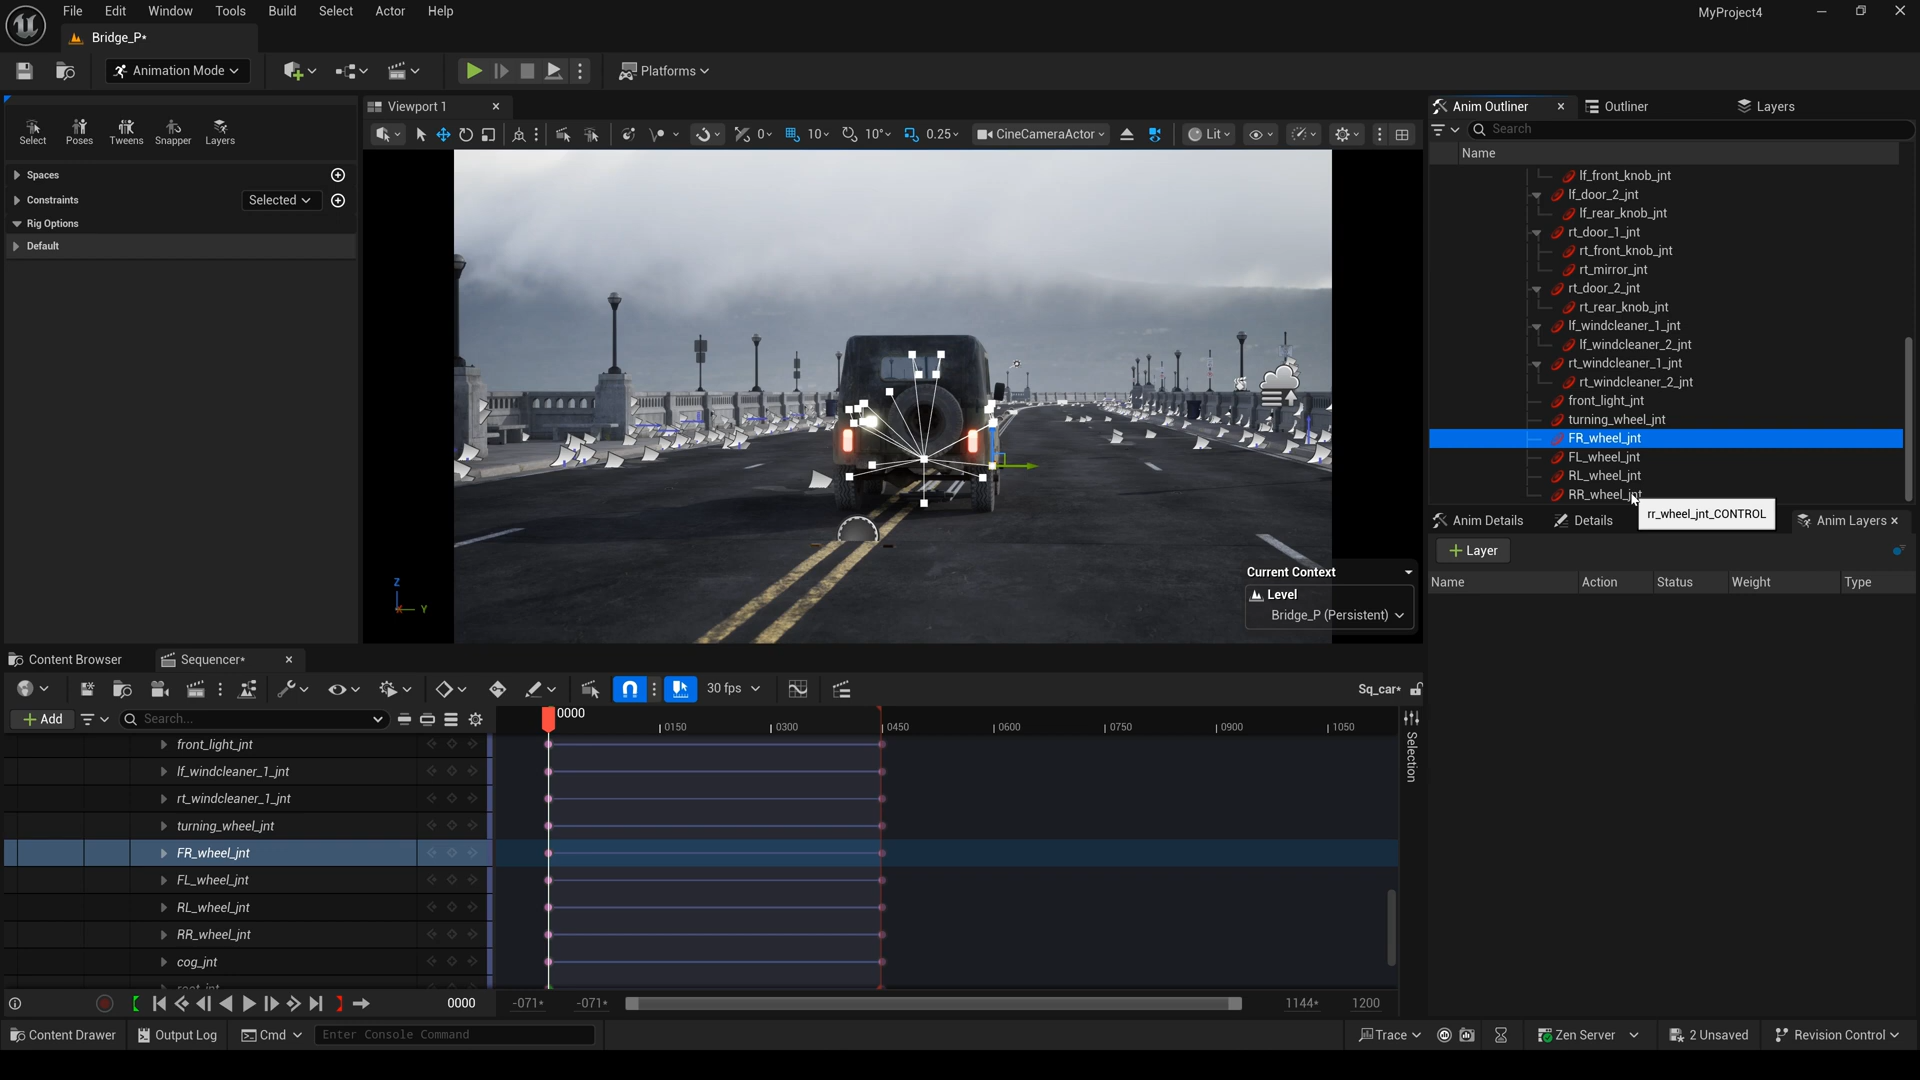 File Edit Window Tools Build Select Actor Help
MyProject4
Bridge_P*
Animation Mode
Platforms
Select Poses Tweens Snapper Layers
Spaces
Constraints Selected
Rig Options
Default
Viewport 1
0 10 10° 0.25 CineCameraActor Lit
Z
Y
Current Context
Level
Bridge_P (Persistent)
Anim Outliner Outliner Layers
Search
Name
lf_front_knob_jnt
lf_door_2_jnt
lf_rear_knob_jnt
rt_door_1_jnt
rt_front_knob_jnt
rt_mirror_jnt
rt_door_2_jnt
rt_rear_knob_jnt
lf_windcleaner_1_jnt
lf_windcleaner_2_jnt
rt_windcleaner_1_jnt
rt_windcleaner_2_jnt
front_light_jnt
turning_wheel_jnt
FR_wheel_jnt
FL_wheel_jnt
RL_wheel_jnt
RR_wheel_jnt
rr_wheel_jnt_CONTROL
Anim Details Details Anim Layers
Layer
Name Action Status Weight Type
Content Browser Sequencer*
30 fps
Sq_car*
Add Search...
0000
0150 0300 0450 0600 0750 0900 1050
Selection
front_light_jnt
lf_windcleaner_1_jnt
rt_windcleaner_1_jnt
turning_wheel_jnt
FR_wheel_jnt
FL_wheel_jnt
RL_wheel_jnt
RR_wheel_jnt
cog_jnt
0000 -071* -071* 1144* 1200
Content Drawer Output Log Cmd Enter Console Command
Trace Zen Server 2 Unsaved Revision Control